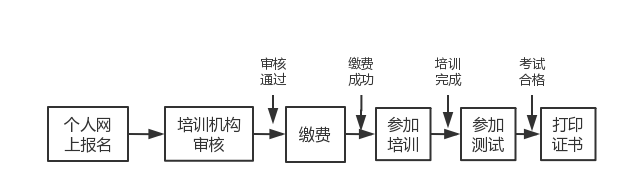 审核
通过
缴费
成功
培训
完成
考试
合格
个人网
上报名
培训机构
审核
缴费
参加
培训
参加
测试
打印
证书